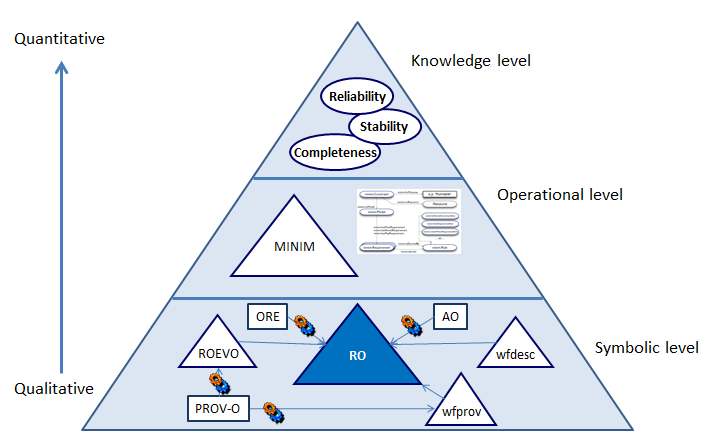 Quantitative
Knowledge level
Reliability
Stability
Completeness
Operational level
MINIM
ORE
AO
Symbolic level
ROEVO
RO
wfdesc
Qualitative
PROV-O
wfprov